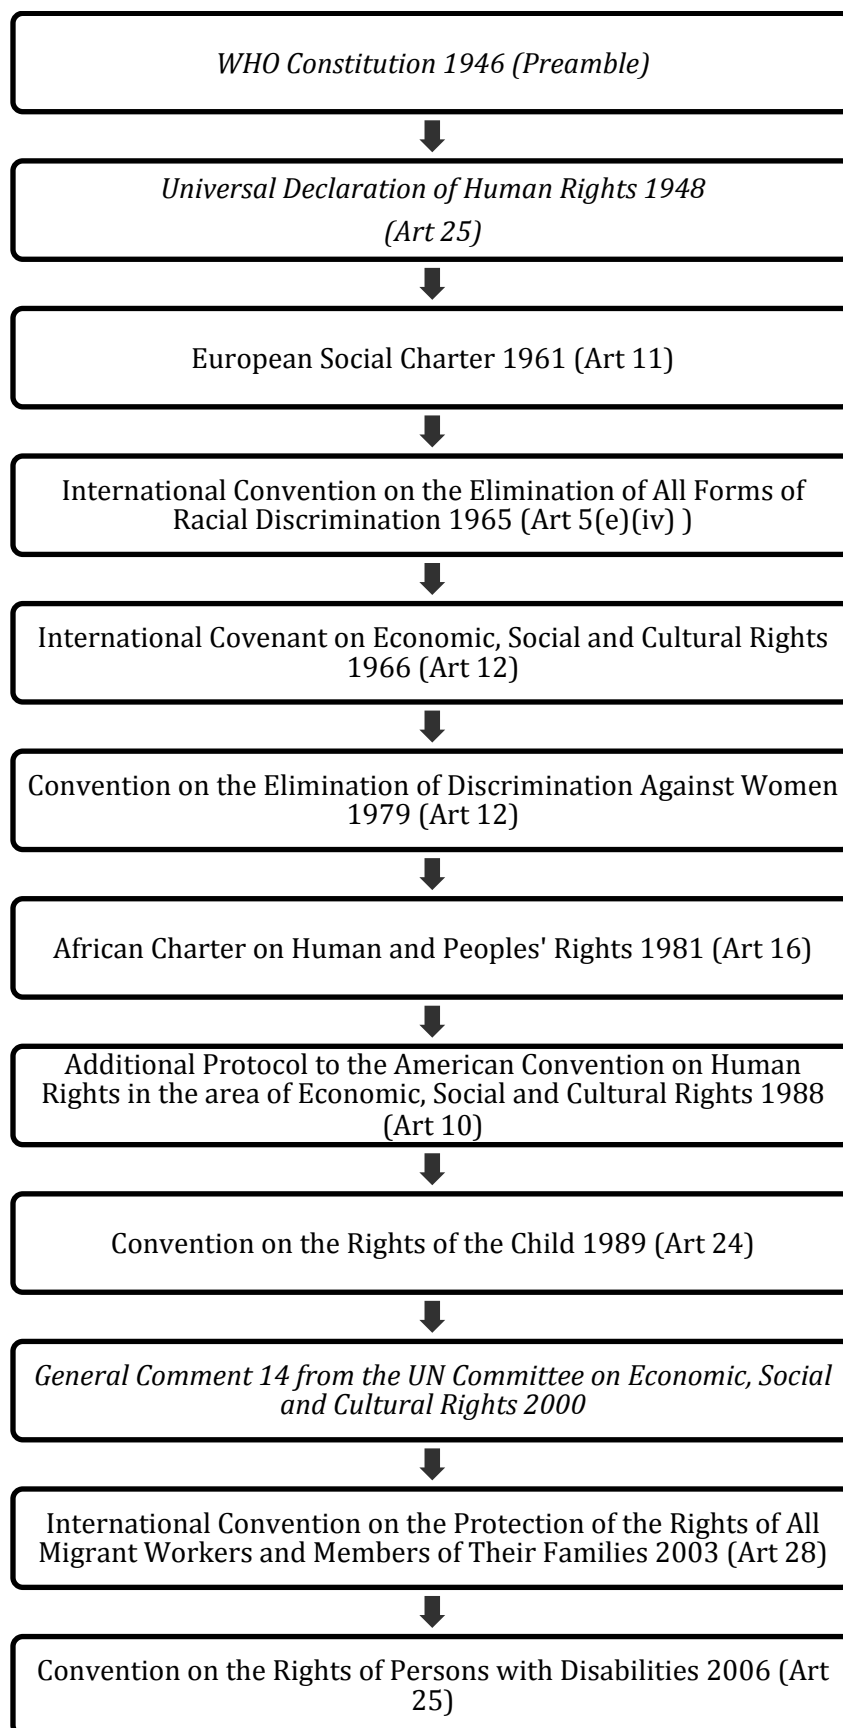 WHO Constitution 1946 (Preamble)
Universal Declaration of Human Rights 1948
(Art 25)
European Social Charter 1961 (Art 11)
International Convention on the Elimination of All Forms of
Racial Discrimination 1965 (Art 5(e)(iv) )
International Covenant on Economic, Social and Cultural Rights
1966 (Art 12)
Convention on the Elimination of Discrimination Against Women
1979 (Art 12)
African Charter on Human and Peoples' Rights 1981 (Art 16)
Additional Protocol to the American Convention on Human
Rights in the area of Economic, Social and Cultural Rights 1988
(Art 10)
Convention on the Rights of the Child 1989 (Art 24)
General Comment 14 from the UN Committee on Economic, Social
and Cultural Rights 2000
International Convention on the Protection of the Rights of All
Migrant Workers and Members of Their Families 2003 (Art 28)
Convention on the Rights of Persons with Disabilities 2006 (Art
25)